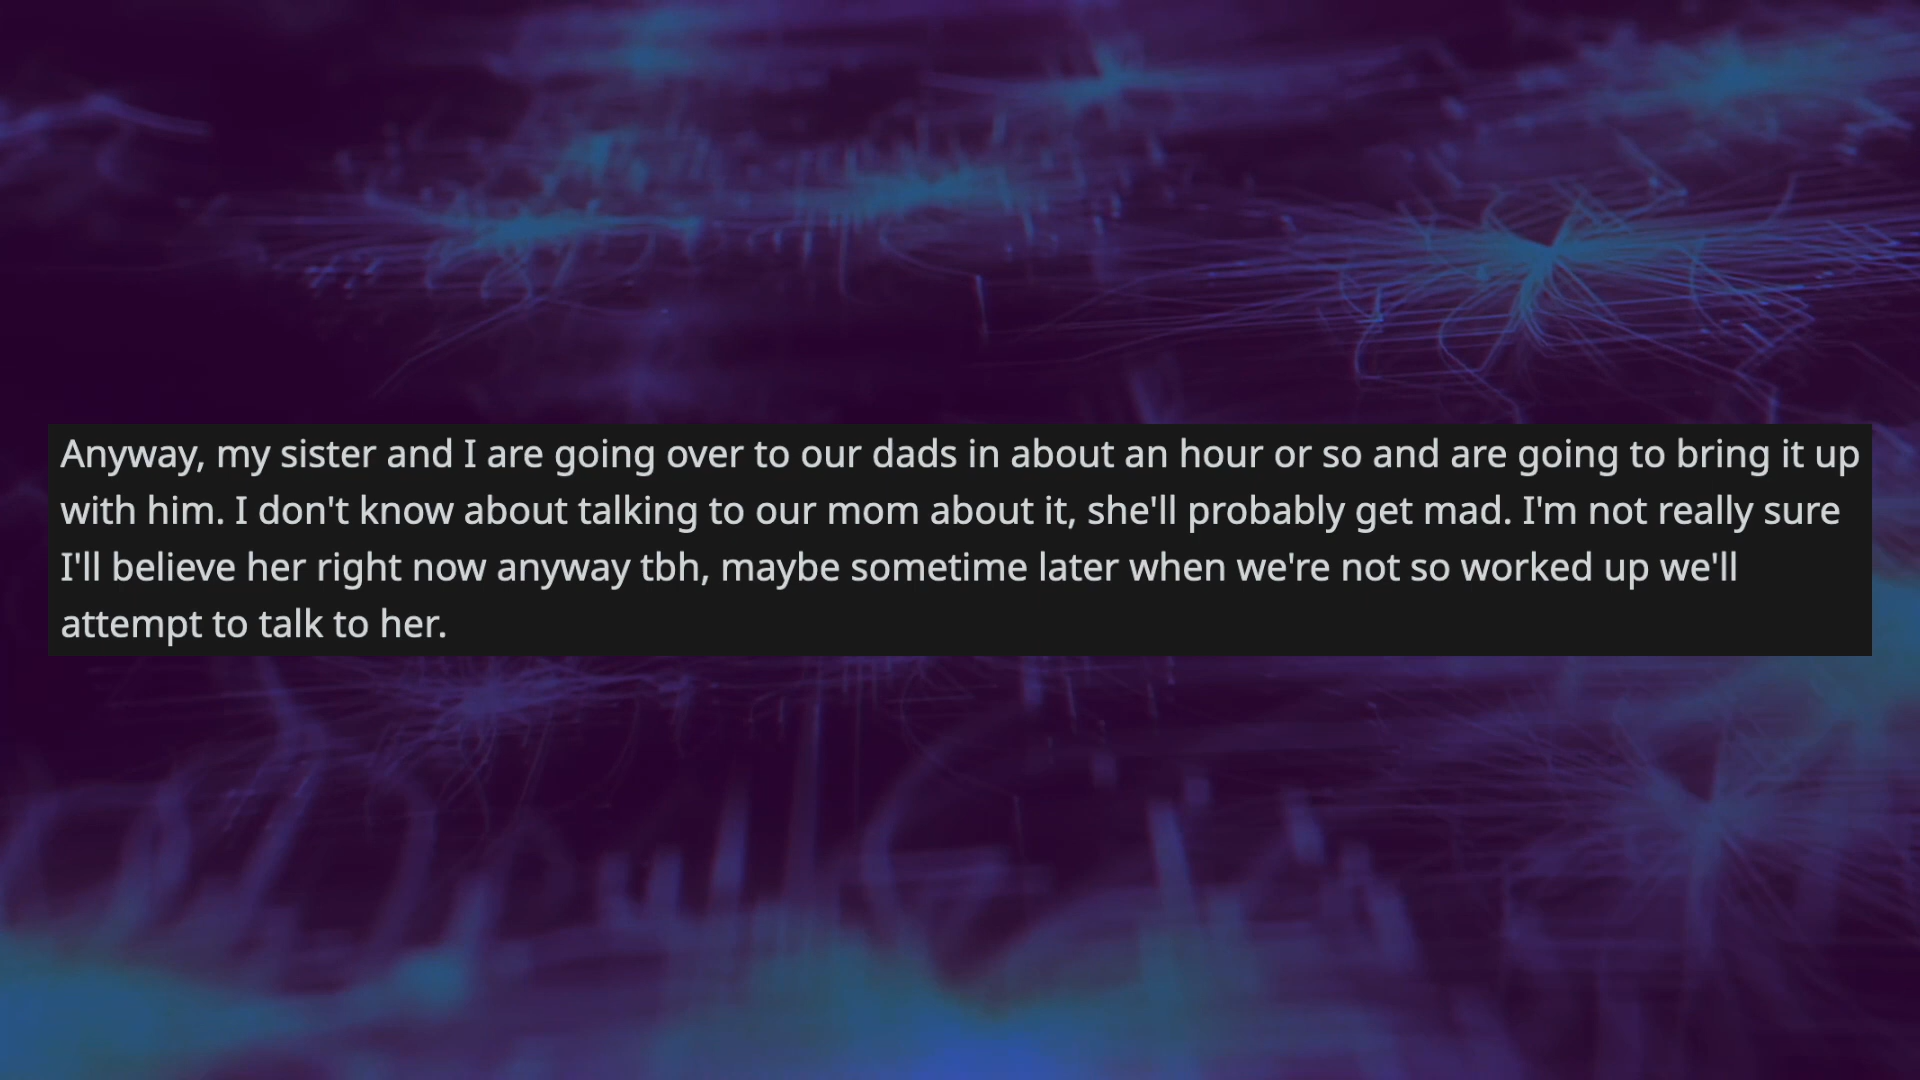 Anyway, my sister and I are going over to our dads in about an hour or so and are going to bring it up
with him. I don't know about talking to our mom about it, she'll probably get mad. I'm not really sure
I'll believe her right now anyway tbh, maybe sometime later when we're not so worked up we'll
attempt to talk to her.